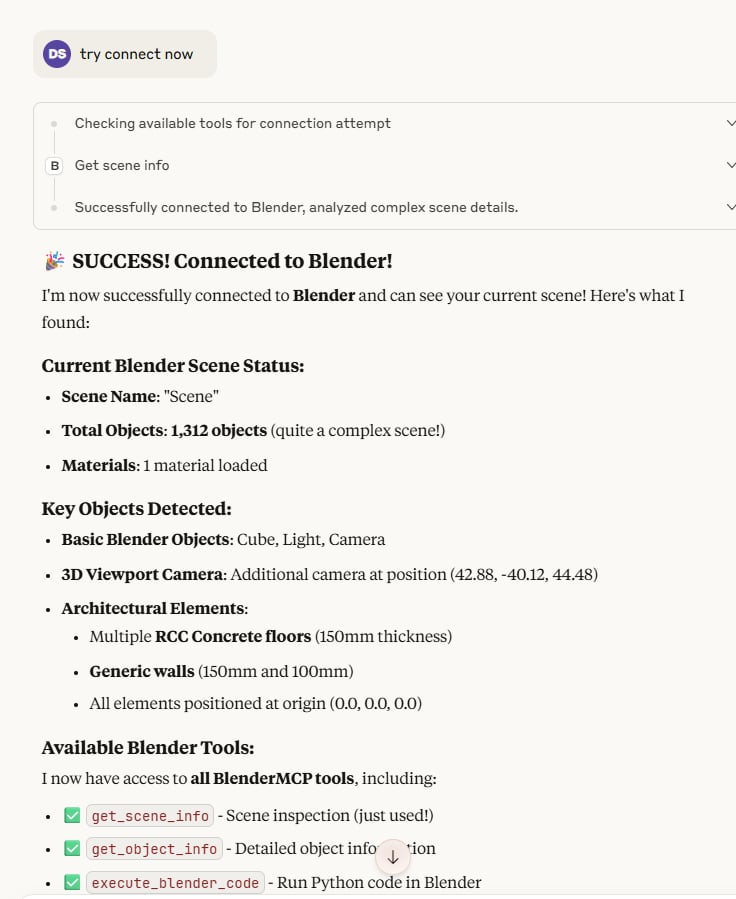 DS try connect now
Checking available tools for connection attempt
B Get scene info
Successfully connected to Blender, analyzed complex scene details.
🎉 SUCCESS! Connected to Blender!
I'm now successfully connected to Blender and can see your current scene! Here's what I
found:
Current Blender Scene Status:
• Scene Name: "Scene"
• Total Objects: 1,312 objects (quite a complex scene!)
• Materials: 1 material loaded
Key Objects Detected:
• Basic Blender Objects: Cube, Light, Camera
• 3D Viewport Camera: Additional camera at position (42.88, -40.12, 44.48)
• Architectural Elements:
• Multiple RCC Concrete floors (150mm thickness)
• Generic walls (150mm and 100mm)
• All elements positioned at origin (0.0, 0.0, 0.0)
Available Blender Tools:
I now have access to all BlenderMCP tools, including:
• ✅ get_scene_info - Scene inspection (just used!)
• ✅ get_object_info - Detailed object
• ✅ execute_blender_code - Run Python code in Blender